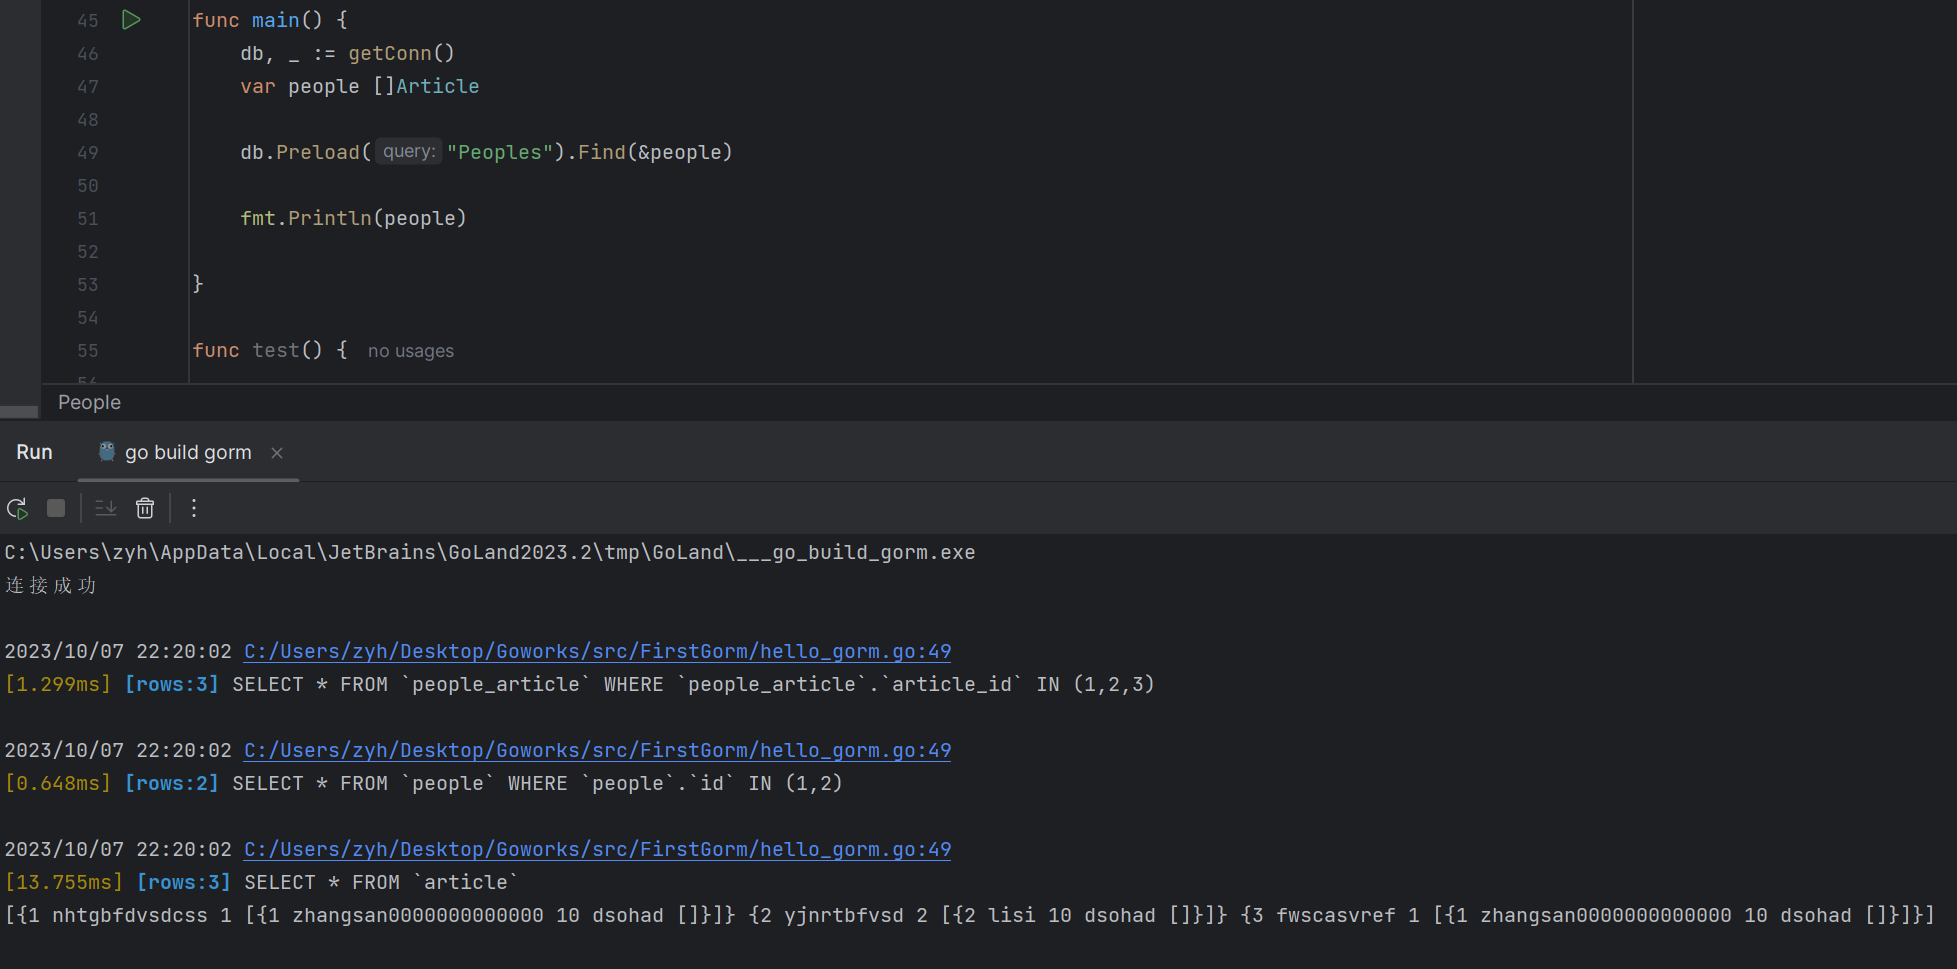 45 func main() {
46 db, _ := getConn()
47 var people []Article
48
49 db.Preload( query: "Peoples").Find(&people)
50
51 fmt.Println(people)
52
53 }
54
55 func test() { no usages
56
People
Run go build gorm
C:\Users\zyh\AppData\Local\JetBrains\GoLand2023.2\tmp\GoLand\___go_build_gorm.exe
连接成功
2023/10/07 22:20:02 C:/Users/zyh/Desktop/Goworks/src/FirstGorm/hello_gorm.go:49
[1.299ms] [rows:3] SELECT * FROM `people_article` WHERE `people_article`.`article_id` IN (1,2,3)
2023/10/07 22:20:02 C:/Users/zyh/Desktop/Goworks/src/FirstGorm/hello_gorm.go:49
[0.648ms] [rows:2] SELECT * FROM `people` WHERE `people`.`id` IN (1,2)
2023/10/07 22:20:02 C:/Users/zyh/Desktop/Goworks/src/FirstGorm/hello_gorm.go:49
[13.755ms] [rows:3] SELECT * FROM `article`
[{1 nhtgbfdvsdcss 1 [{1 zhangsan0000000000000 10 dsohad []}]} {2 yjnrtbfvsd 2 [{2 lisi 10 dsohad []}]} {3 fwscasvref 1 [{1 zhangsan0000000000000 10 dsohad []}]}]